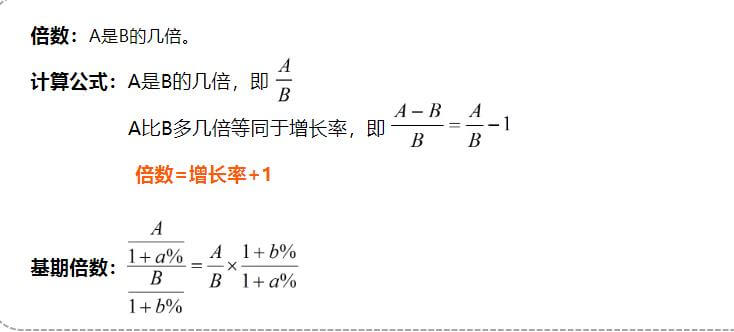 倍数：A是B的几倍。
计算公式：A是B的几倍，即 \frac{A}{B}
A比B多几倍等同于增长率，即 \frac{A-B}{B}=\frac{A}{B}-1
倍数=增长率+1
基期倍数：\frac{\frac{A}{1+a\%}}{\frac{B}{1+b\%}}=\frac{A}{B}×\frac{1+b\%}{1+a\%}